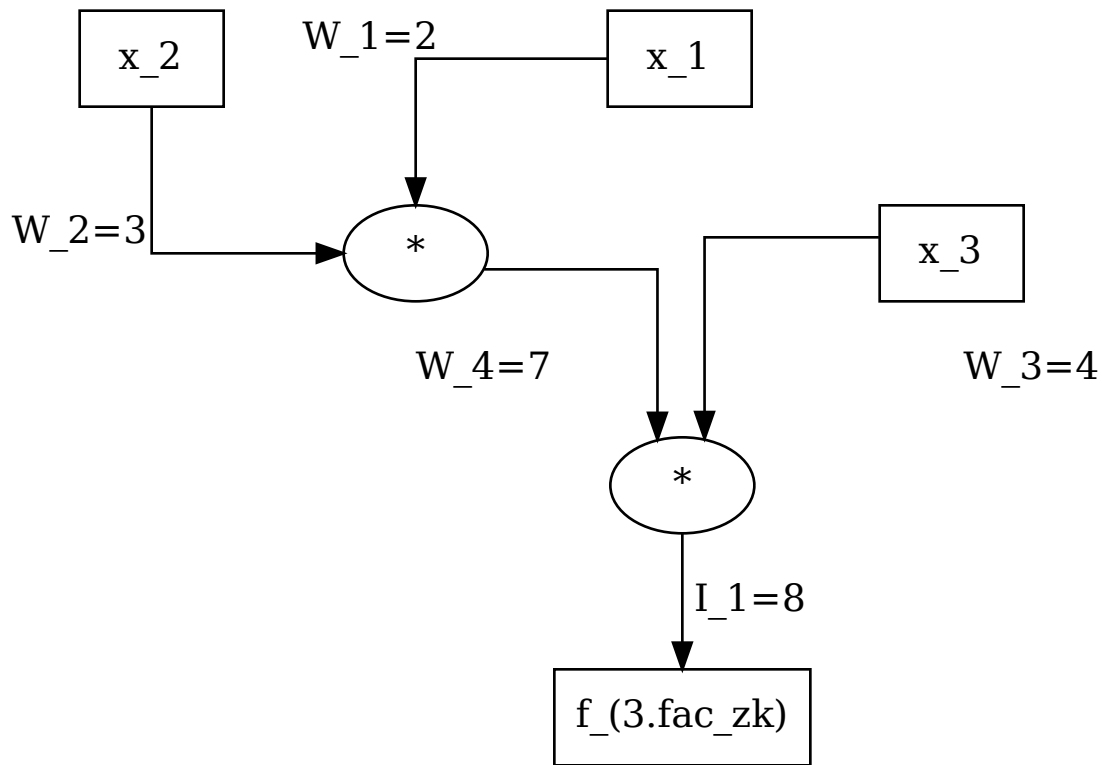 x_2
W_1=2
x_1
W_2=3
*
x_3
W_4=7
W_3=4
*
I_1=8
f_(3.fac_zk)